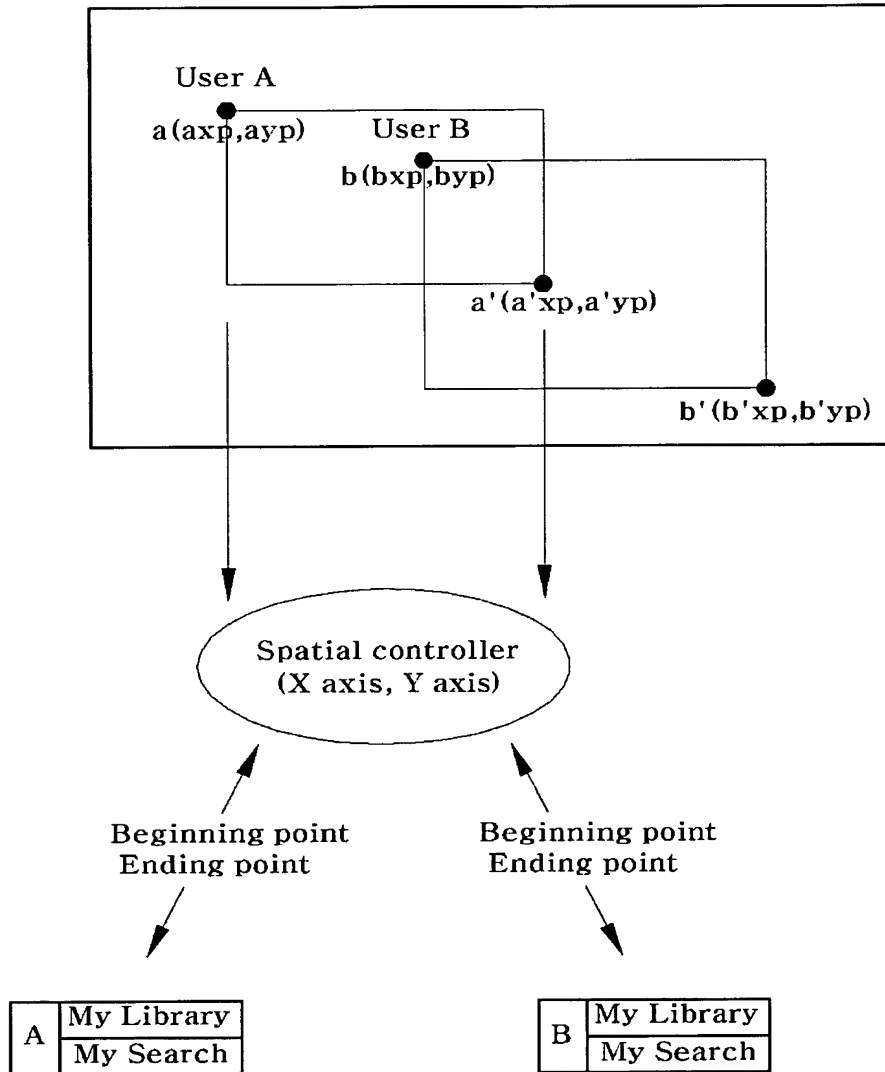 User A
a(axp,ayp)
User B
b(bxp,byp)
a'(a'xp,a'yp)
b'(b'xp,b'yp)
Spatial controller
(X axis, Y axis)
Beginning point
Ending point
Beginning point
Ending point
A
My Library
My Search
B
My Library
My Search